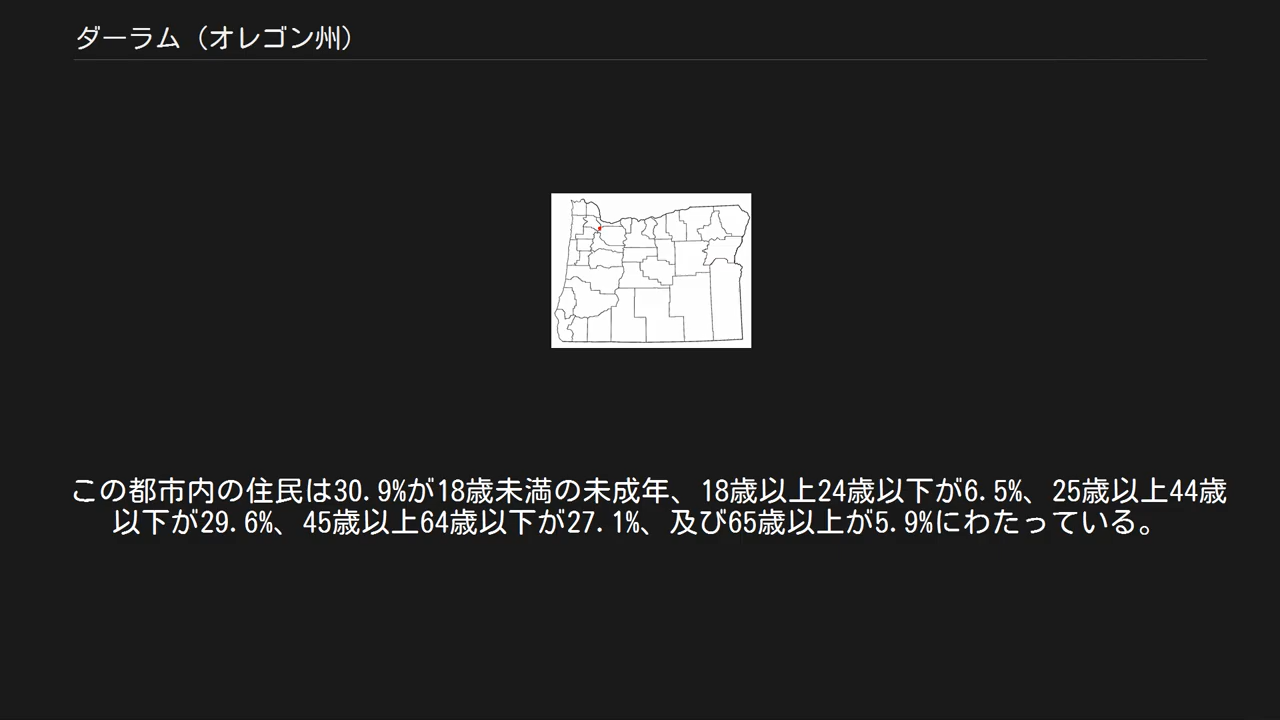 ダーラム（オレゴン州）
この都市内の住民は30.9%が18歳未満の未成年、18歳以上24歳以下が6.5%、25歳以上44歳
以下が29.6%、45歳以上64歳以下が27.1%、及び65歳以上が5.9%にわたっている。